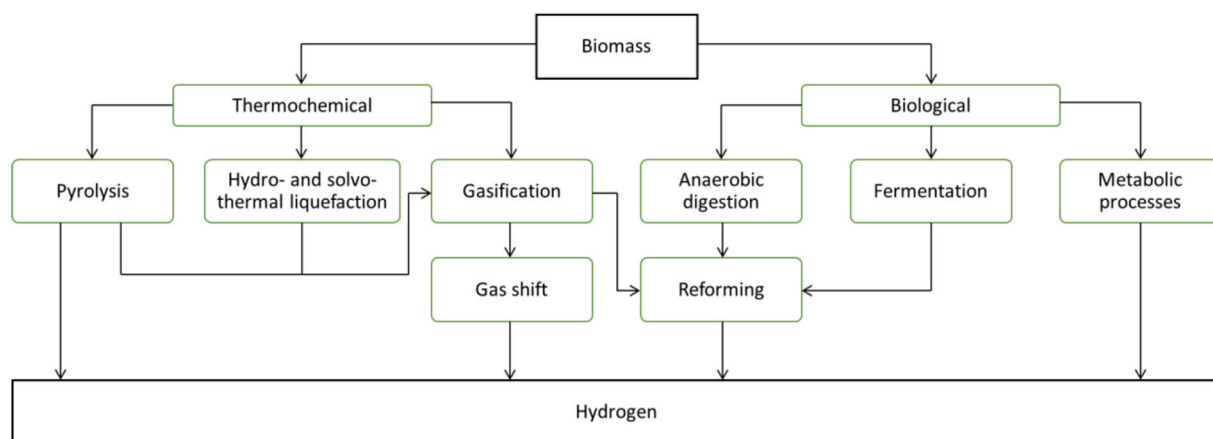 Biomass
Thermochemical
Biological
Pyrolysis
Hydro- and solvo-
thermal liquefaction
Gasification
Anaerobic
digestion
Fermentation
Metabolic
processes
Gas shift
Reforming
Hydrogen